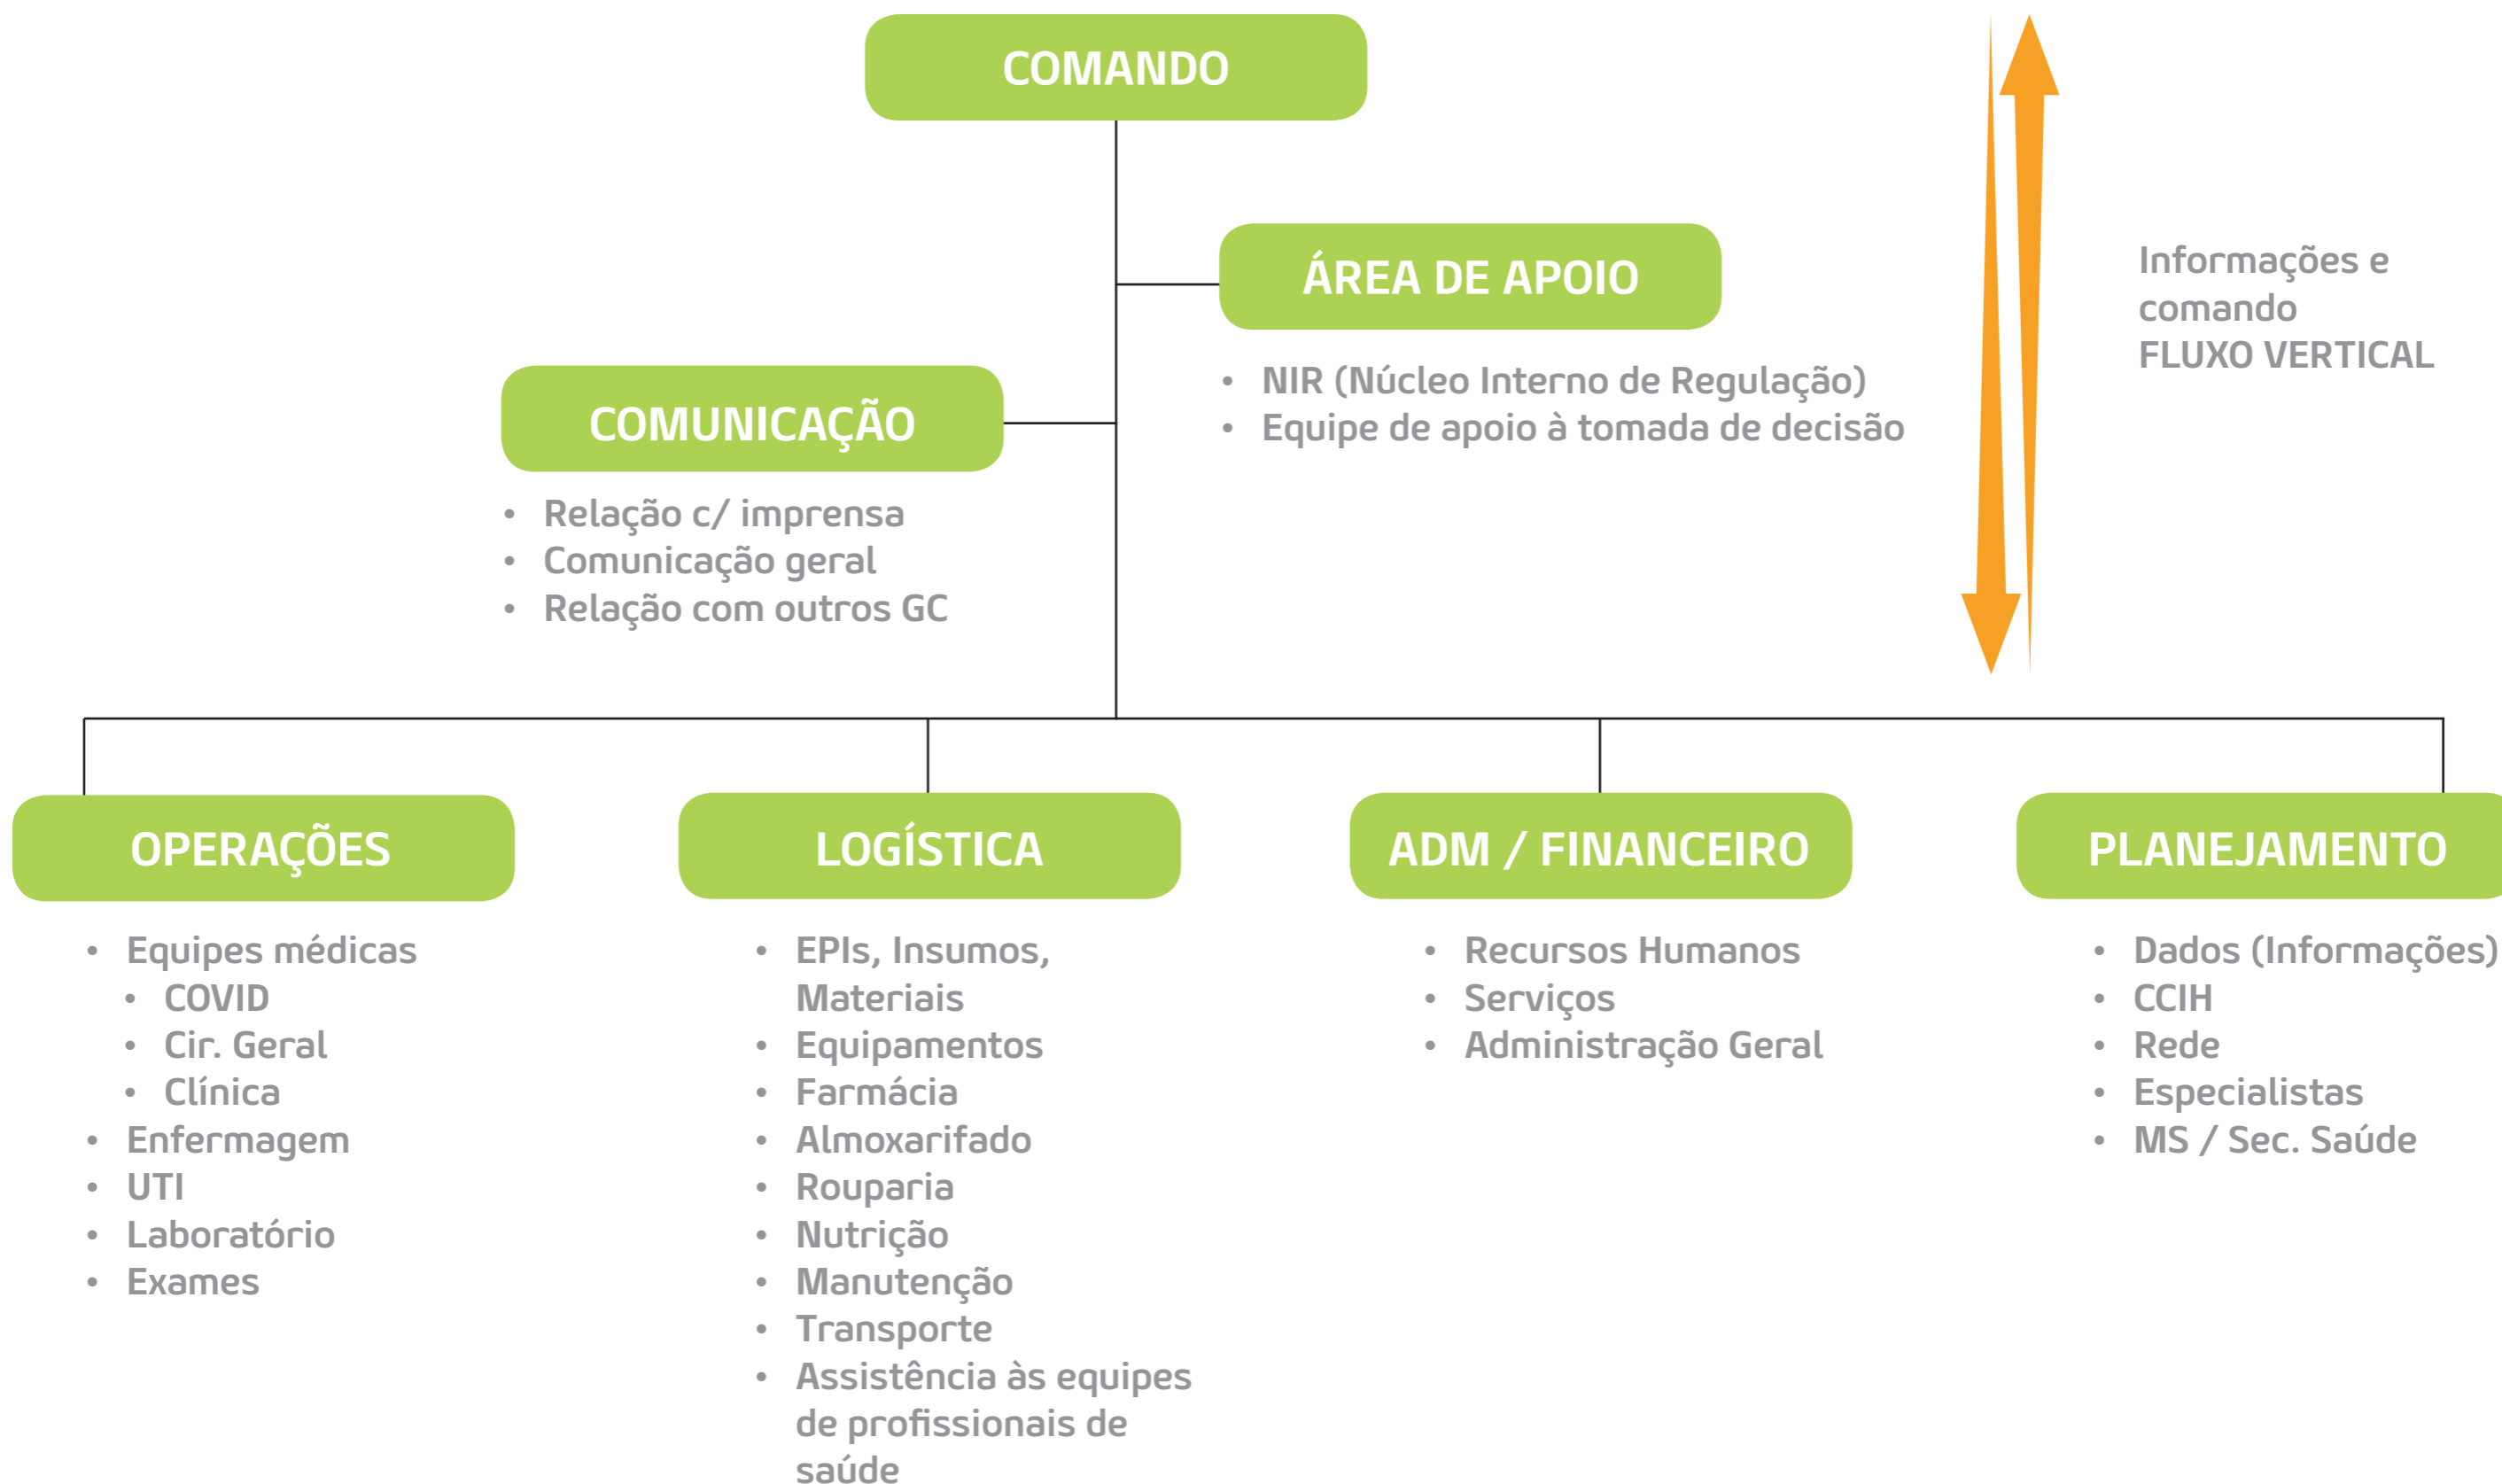 COMANDO
ÁREA DE APOIO
• NIR (Núcleo Interno de Regulação)
• Equipe de apoio à tomada de decisão
Informações e
comando
FLUXO VERTICAL
COMUNICAÇÃO
• Relação c/ imprensa
• Comunicação geral
• Relação com outros GC
OPERAÇÕES
• Equipes médicas
• COVID
• Cir. Geral
• Clínica
• Enfermagem
• UTI
• Laboratório
• Exames
LOGÍSTICA
• EPIs, Insumos,
Materiais
• Equipamentos
• Farmácia
• Almoxarifado
• Rouparia
• Nutrição
• Manutenção
• Transporte
• Assistência às equipes
de profissionais de
saúde
ADM / FINANCEIRO
• Recursos Humanos
• Serviços
• Administração Geral
PLANEJAMENTO
• Dados (Informações)
• CCIH
• Rede
• Especialistas
• MS / Sec. Saúde